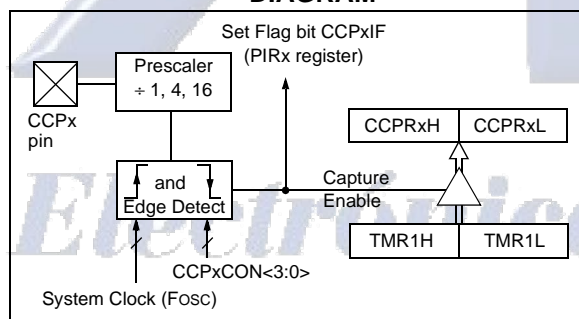 DIAGRAM
Set Flag bit CCPxIF
(PIRx register)
Prescaler
÷ 1, 4, 16
CCPx
pin
CCPRxH
CCPRxL
and
Edge Detect
Capture
Enable
TMR1H
TMR1L
CCPxCON<3:0>
System Clock (FOSC)
Electrónica